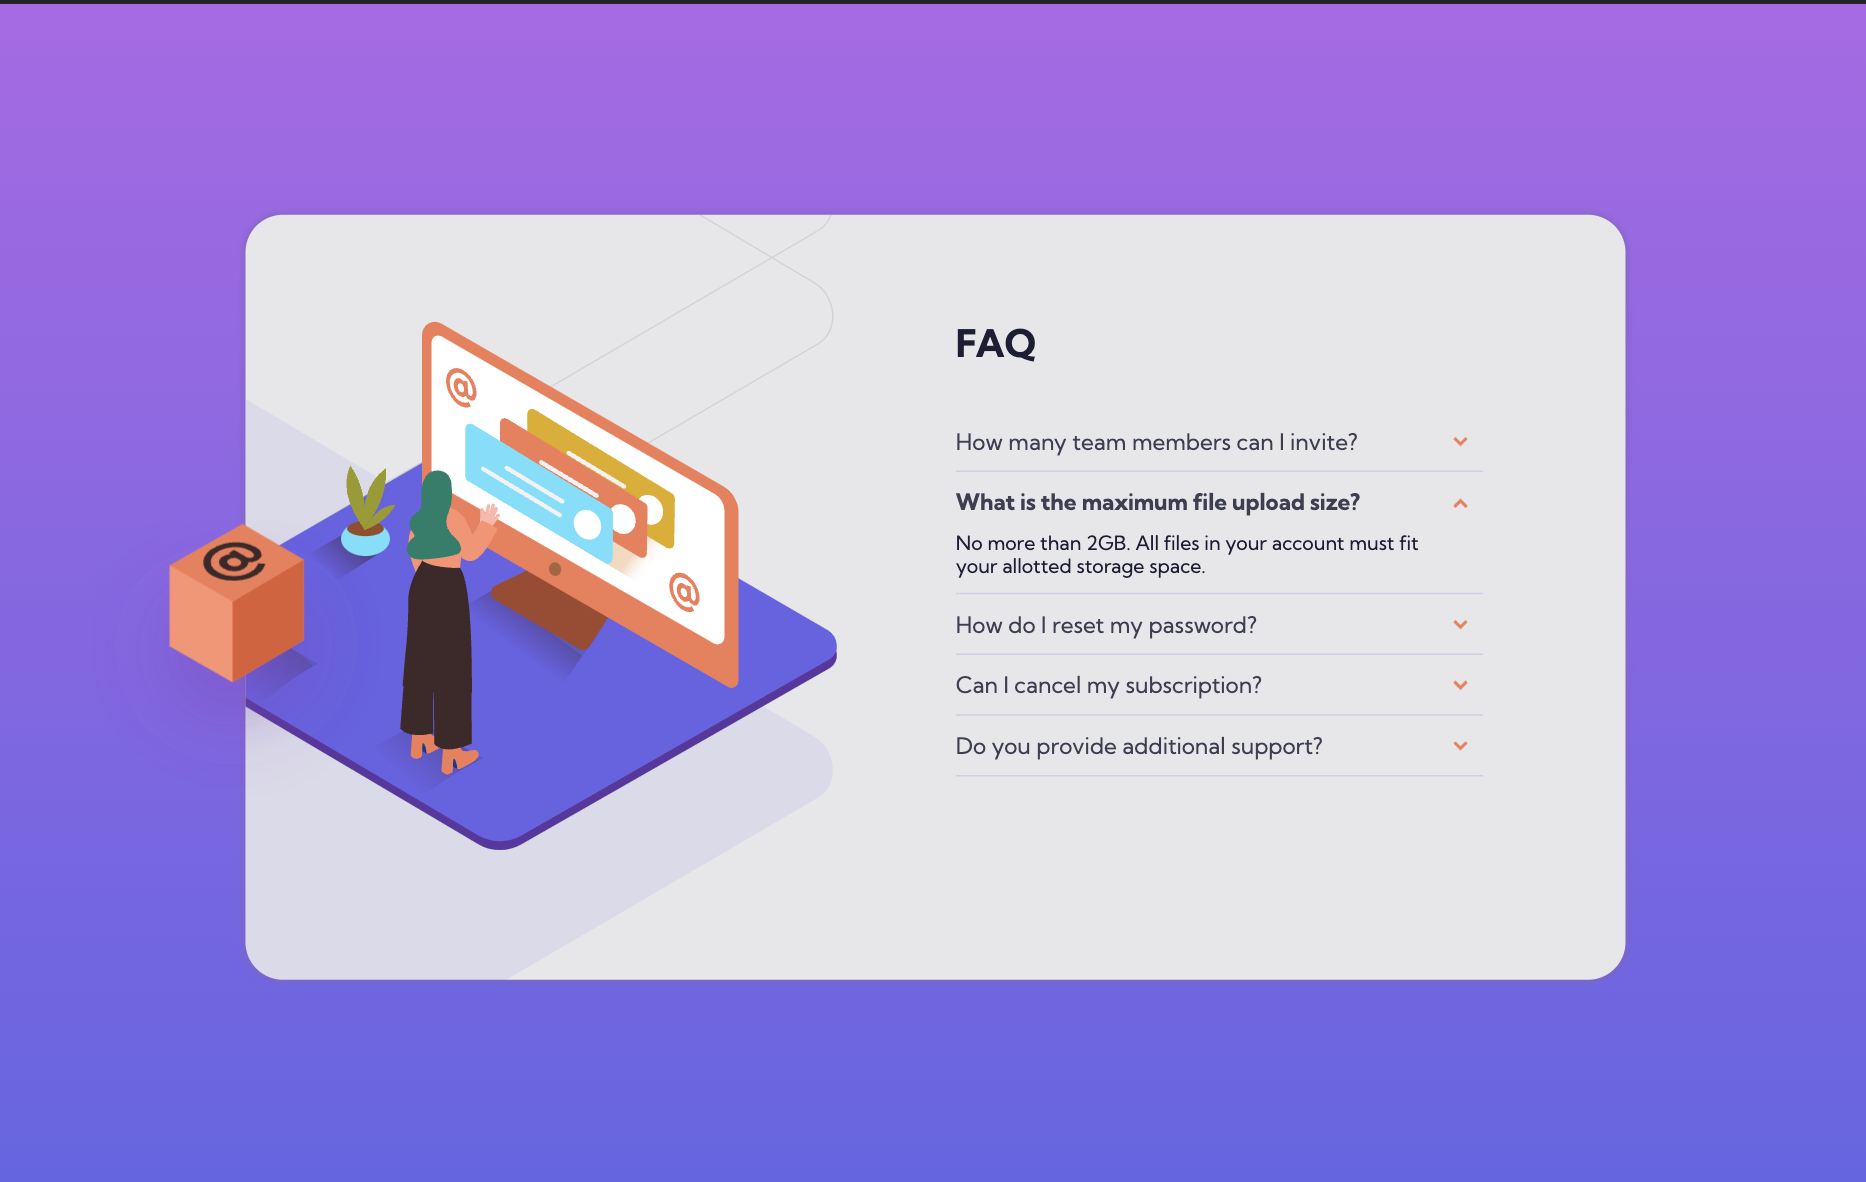 FAQ
How many team members can I invite?
What is the maximum file upload size?
No more than 2GB. All files in your account must fit
your allotted storage space.
How do I reset my password?
Can I cancel my subscription?
Do you provide additional support?
@
@
@